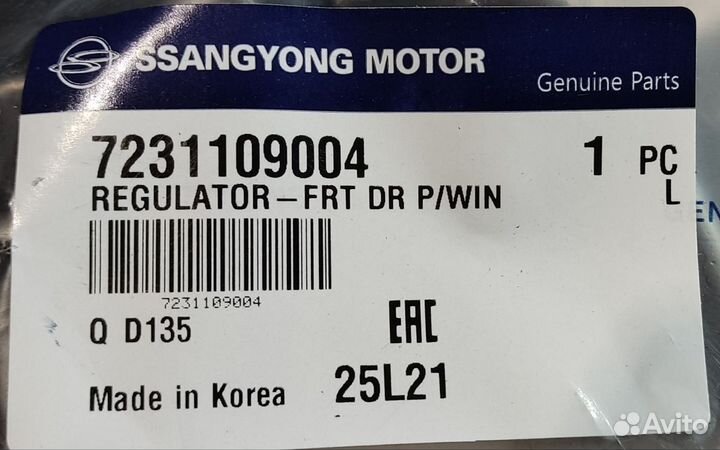 SSANGYONG MOTOR
Genuine Parts
7231109004 1 PC
REGULATOR-FRT DR P/WIN L
GEN
7231109004
Q D135 EAC
Made in Korea 25L21
Avito